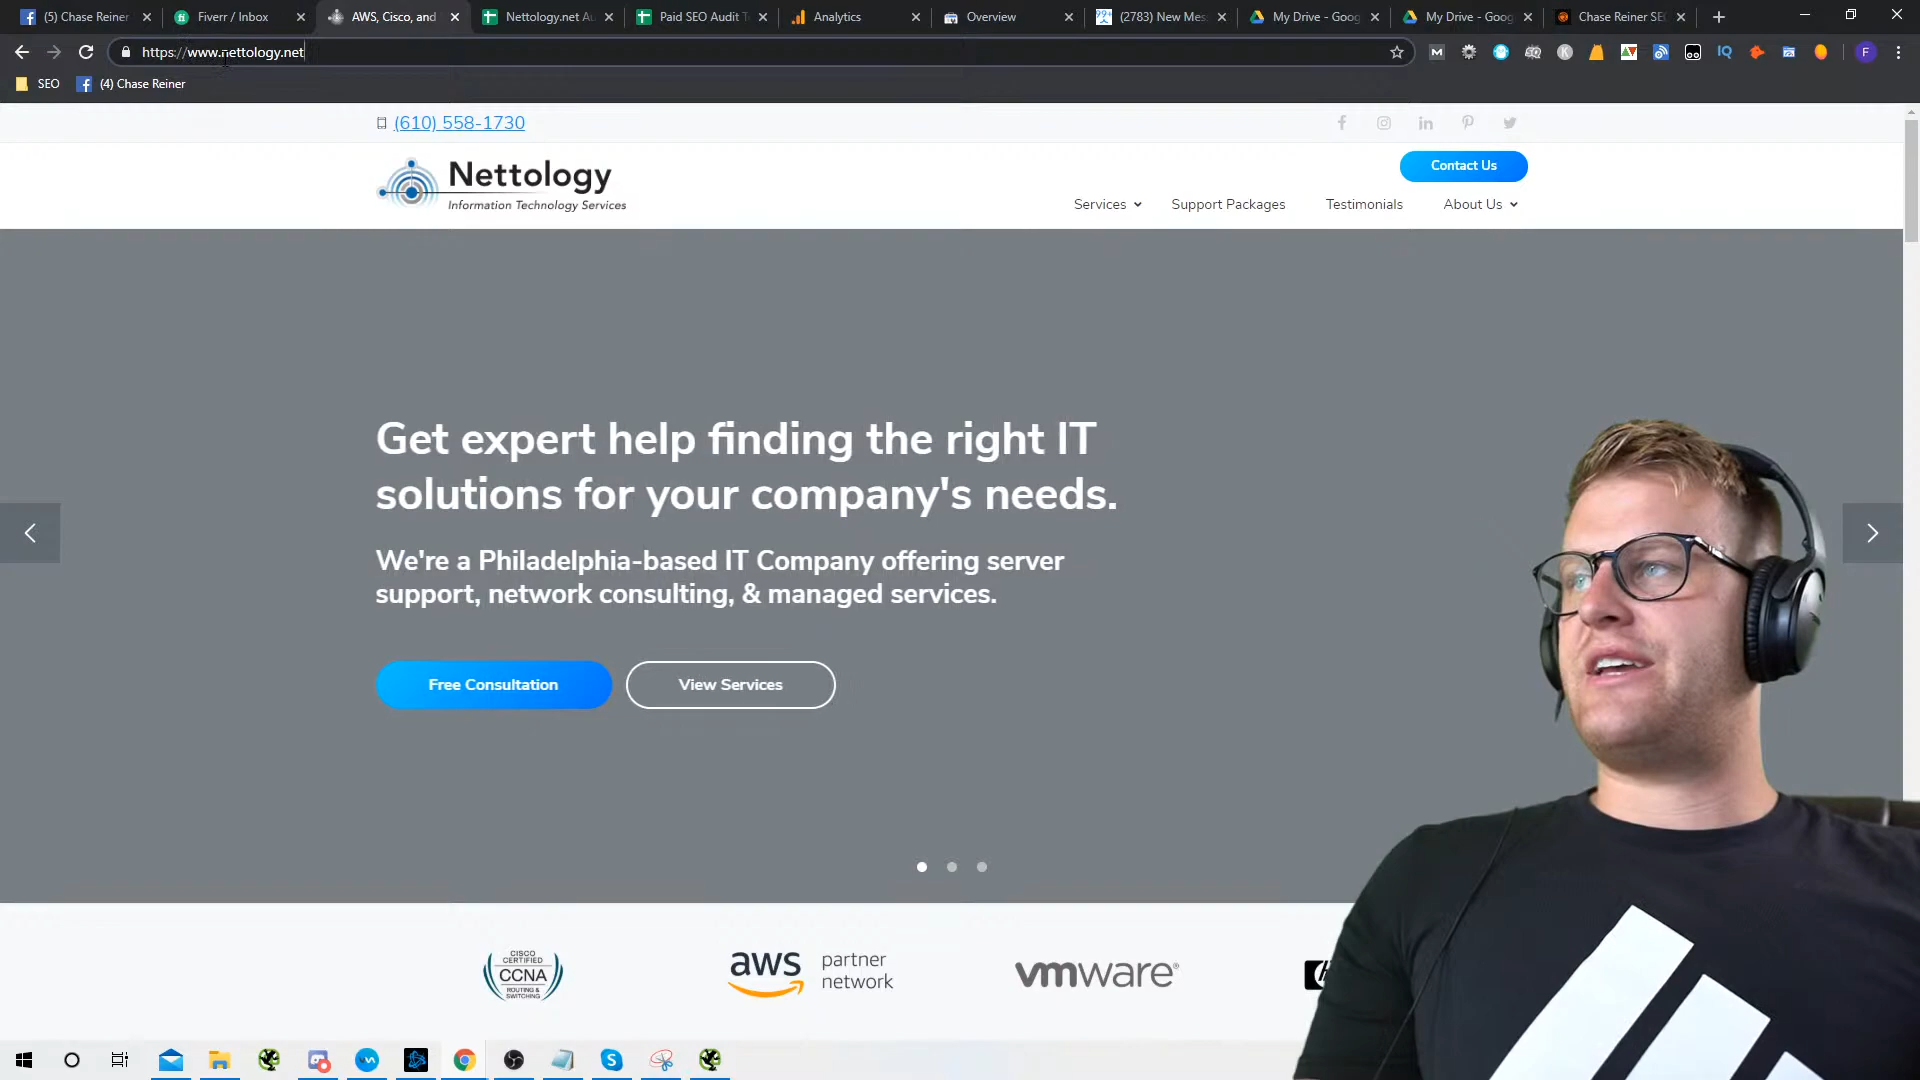 (5) Chase Reiner
Fiverr / Inbox
AWS, Cisco, and
Nettology.net Au
Paid SEO Audit T
Analytics
Overview
(2783) New Mes
My Drive - Goog
My Drive - Goog
Chase Reiner SE
https://www.nettology.net
SEO
(4) Chase Reiner
(610) 558-1730
Contact Us
Nettology
Information Technology Services
Services
Support Packages
Testimonials
About Us
Get expert help finding the right IT
solutions for your company's needs.
We're a Philadelphia-based IT Company offering server
support, network consulting, & managed services.
Free Consultation
View Services
CISCO
CERTIFIED
CCNA
ROUTING &
SWITCHING
aws partner
network
vmware®